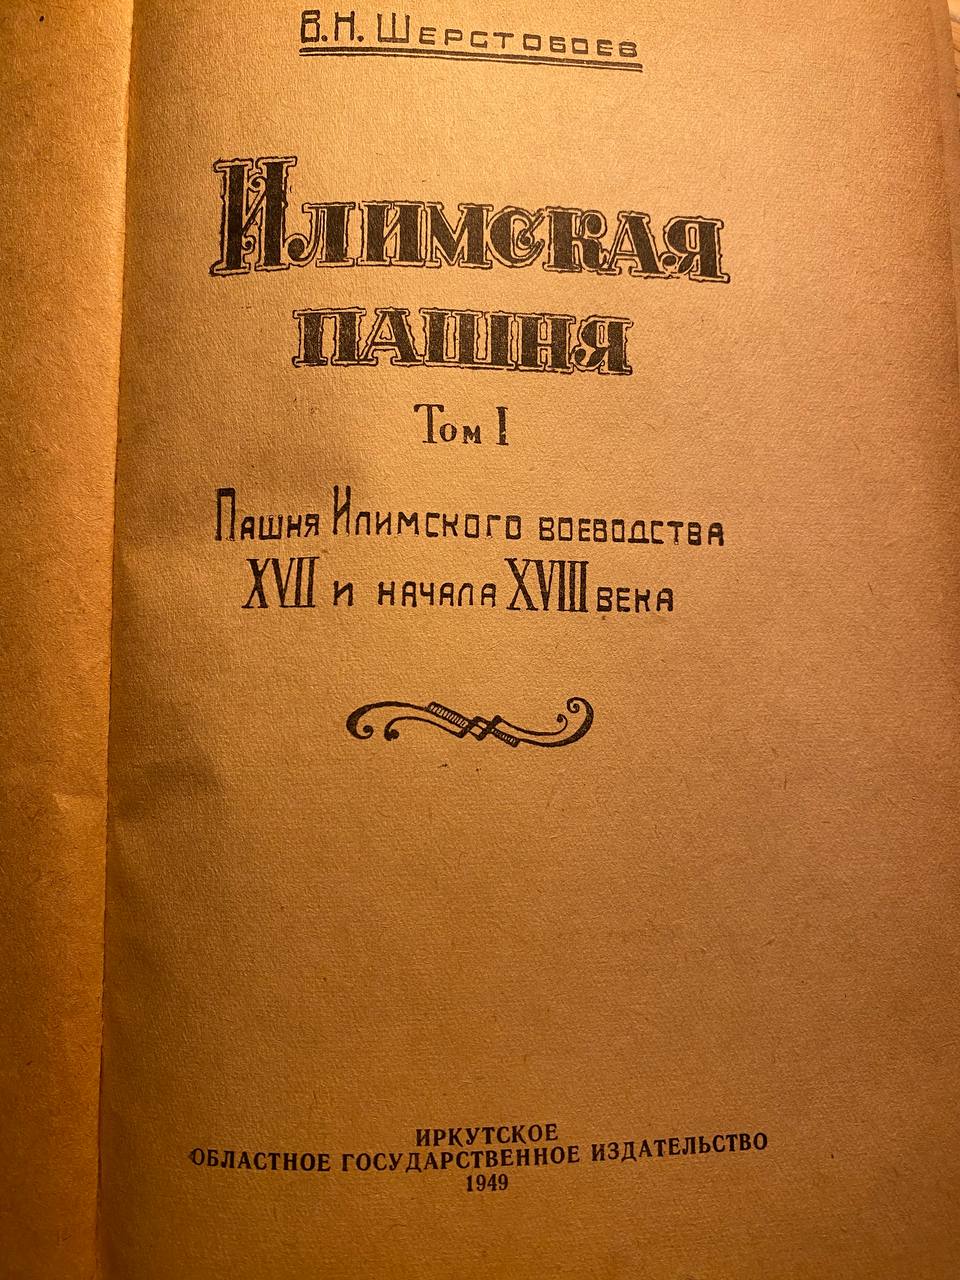 В.Н. Шерстобоев
Илимская
пашня
Том I
Пашня Илимского воеводства
XVII и начала XVIII века
ИРКУТСКОЕ
ОБЛАСТНОЕ ГОСУДАРСТВЕННОЕ ИЗДАТЕЛЬСТВО
1949